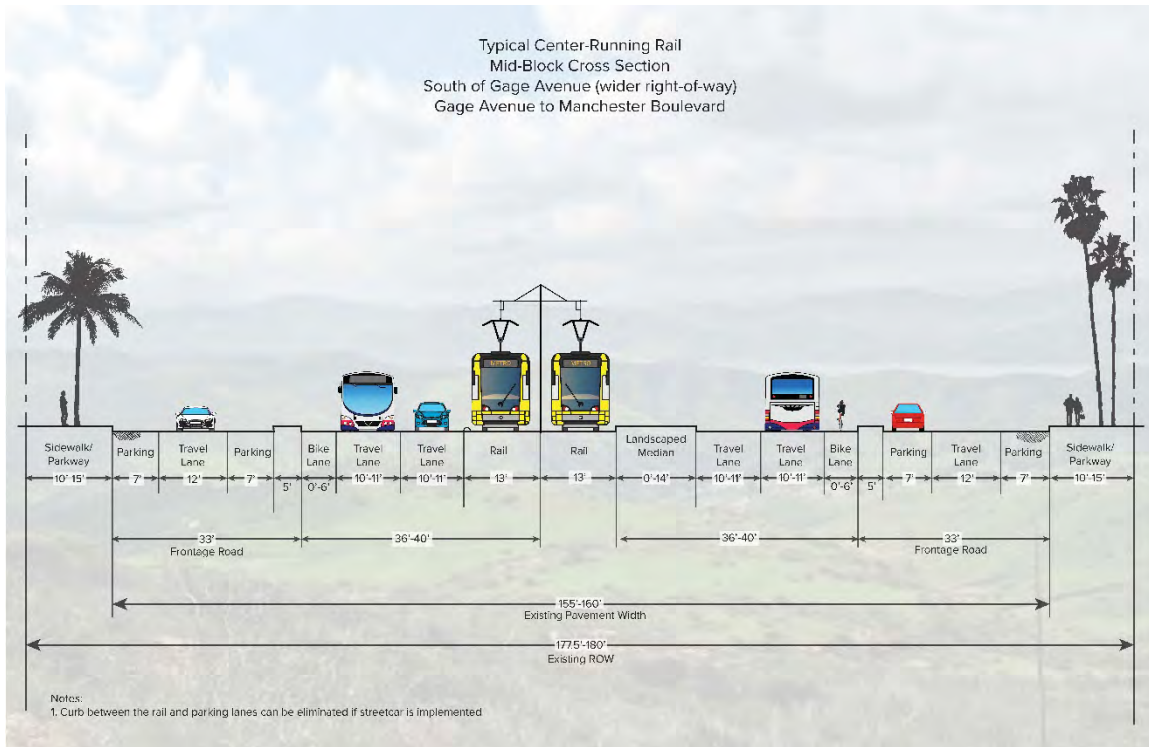 Typical Center-Running Rail
Mid-Block Cross Section
South of Gage Avenue (wider right-of-way)
Gage Avenue to Manchester Boulevard
Sidewalk/
Parkway
10'-15'
Parking
7'
Travel
Lane
12'
Parking
7'
5'
Bike
Lane
0'-6'
Travel
Lane
10'-11'
Travel
Lane
10'-11'
Rail
13'
Rail
13'
Landscaped
Median
0'-14'
Travel
Lane
10'-11'
Travel
Lane
10'-11'
Bike
Lane
0'-6'
5'
Parking
7'
Travel
Lane
12'
Parking
7'
Sidewalk/
Parkway
10'-15'
33'
Frontage Road
36'-40'
36'-40'
33'
Frontage Road
155'-160'
Existing Pavement Width
177.5'-180'
Existing ROW
Notes:
1. Curb between the rail and parking lanes can be eliminated if streetcar is implemented